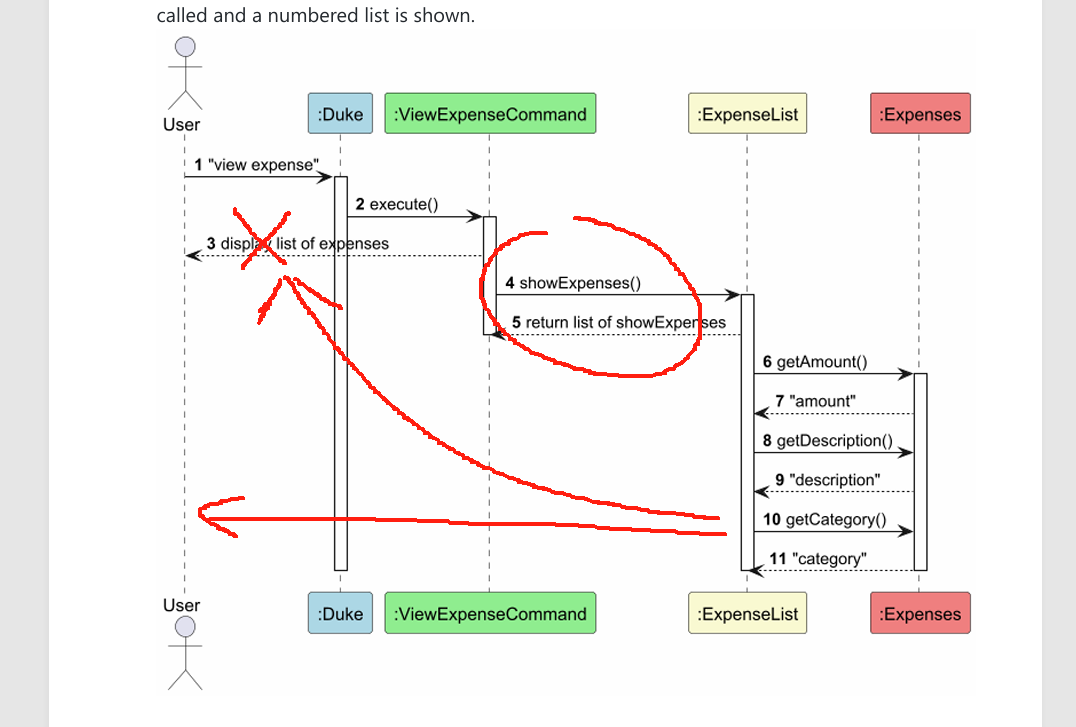 called and a numbered list is shown.
User
:Duke
:ViewExpenseCommand
:ExpenseList
:Expenses
1 "view expense"
2 execute()
3 display list of expenses
4 showExpenses()
5 return list of showExpenses
6 getAmount()
7 "amount"
8 getDescription()
9 "description"
10 getCategory()
11 "category"
User
:Duke
:ViewExpenseCommand
:ExpenseList
:Expenses